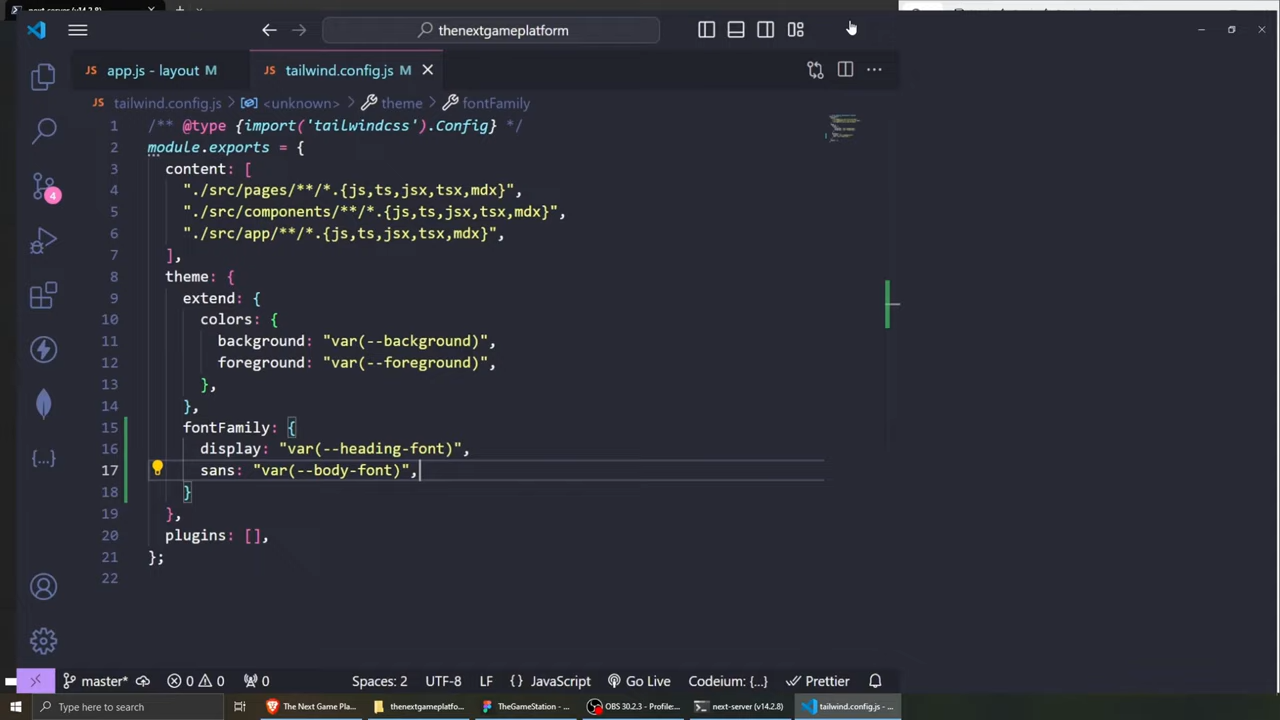 next-server (v14.2.8)
thenextgameplatform
app.js - layout M
tailwind.config.js M
tailwind.config.js > <unknown> > theme > fontFamily
1 /** @type {import('tailwindcss').Config} */
2 module.exports = {
3 content: [
4 "./src/pages/**/*.{js,ts,jsx,tsx,mdx}",
5 "./src/components/**/*.{js,ts,jsx,tsx,mdx}",
6 "./src/app/**/*.{js,ts,jsx,tsx,mdx}",
7 ],
8 theme: {
9 extend: {
10 colors: {
11 background: "var(--background)",
12 foreground: "var(--foreground)",
13 },
14 },
15 fontFamily: {
16 display: "var(--heading-font)",
17 sans: "var(--body-font)",
18 }
19 },
20 plugins: [],
21 };
22
4
master* 0 0 0 Spaces: 2 UTF-8 LF {} JavaScript Go Live Codeium: {...} Prettier
Type here to search The Next Game Pla... thenextgameplatfo... TheGameStation - ... OBS 30.2.3 - Profile:... next-server (v14.2.8) tailwind.config.js - ...